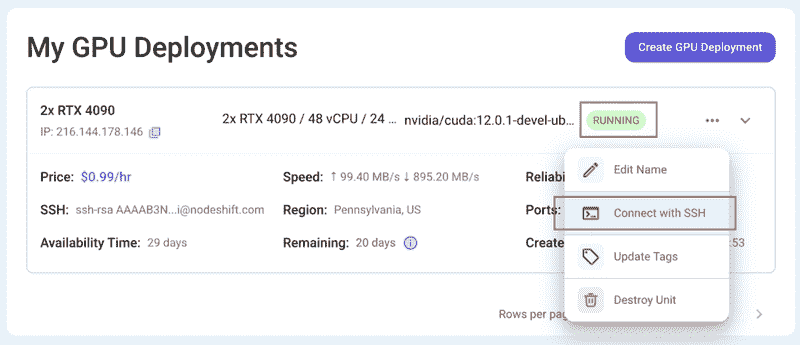 My GPU Deployments
Create GPU Deployment
2x RTX 4090
2x RTX 4090 / 48 vCPU / 24 ...
nvidia/cuda:12.0.1-devel-ub...
RUNNING
IP: 216.144.178.146
Edit Name
Price: $0.99/hr
Speed: ↑ 99.40 MB/s ↓ 895.20 MB/s
Reliabi
Connect with SSH
SSH: ssh-rsa AAAAB3N...i@nodeshift.com
Region: Pennsylvania, US
Ports:
Update Tags
Availability Time: 29 days
Remaining: 20 days
Create
:53
Destroy Unit
Rows per pag